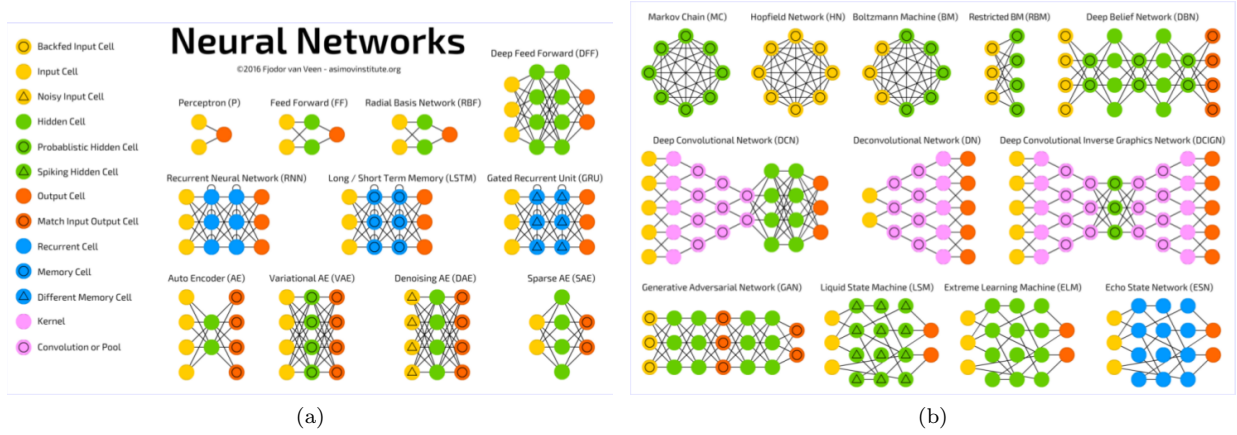 Neural Networks
©2016 Fjodor van Veen - asimovinstitute.org
Backfed Input Cell
Input Cell
Noisy Input Cell
Hidden Cell
Probablistic Hidden Cell
Spiking Hidden Cell
Output Cell
Match Input Output Cell
Recurrent Cell
Memory Cell
Different Memory Cell
Kernel
Convolution or Pool
Deep Feed Forward (DFF)
Perceptron (P)
Feed Forward (FF)
Radial Basis Network (RBF)
Recurrent Neural Network (RNN)
Long / Short Term Memory (LSTM)
Gated Recurrent Unit (GRU)
Auto Encoder (AE)
Variational AE (VAE)
Denoising AE (DAE)
Sparse AE (SAE)
(a)
Markov Chain (MC)
Hopfield Network (HN)
Boltzmann Machine (BM)
Restricted BM (RBM)
Deep Belief Network (DBN)
Deep Convolutional Network (DCN)
Deconvolutional Network (DN)
Deep Convolutional Inverse Graphics Network (DCIGN)
Generative Adversarial Network (GAN)
Liquid State Machine (LSM)
Extreme Learning Machine (ELM)
Echo State Network (ESN)
(b)